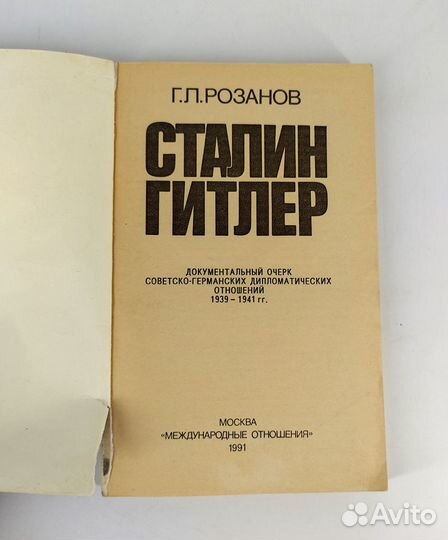 Г.Л.РОЗАНОВ
СТАЛИН
ГИТЛЕР
ДОКУМЕНТАЛЬНЫЙ ОЧЕРК
СОВЕТСКО-ГЕРМАНСКИХ ДИПЛОМАТИЧЕСКИХ
ОТНОШЕНИЙ
1939 – 1941 гг.
МОСКВА
«МЕЖДУНАРОДНЫЕ ОТНОШЕНИЯ»
1991
Avito